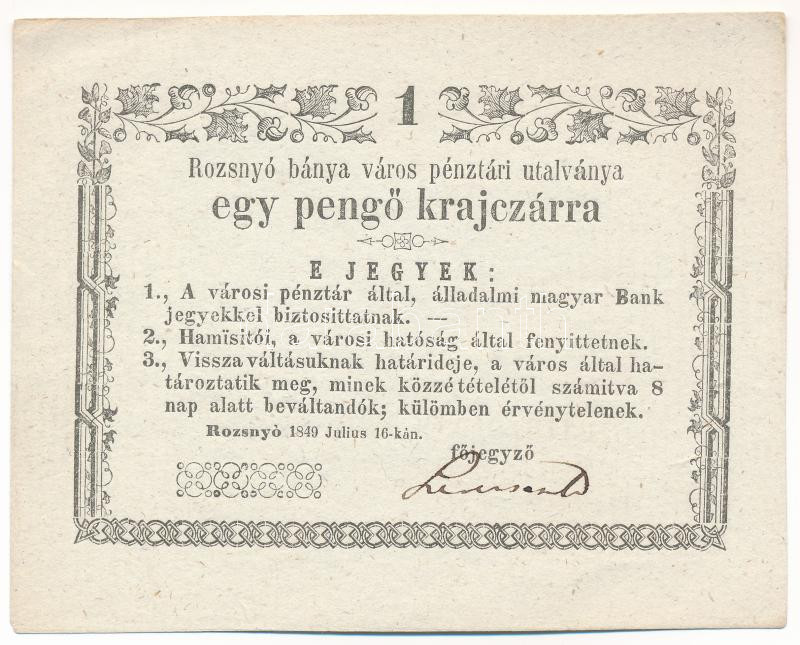 1
Rozsnyó bánya város pénztári utalványa
egy pengő krajczárra
E JEGYEK:
1., A városi pénztár által, álladalmi magyar Bank
jegyekkel biztosittatnak. —
2., Hamïsitói, a városi hatóság által fenyittetnek.
3., Vissza váltásuknak határideje, a város által ha-
tároztatik meg, minek közzé tételétől számitva 8
nap alatt beváltandók; külömben érvénytelenek.
Rozsnyò 1849 Julius 16-kán.
főjegyző